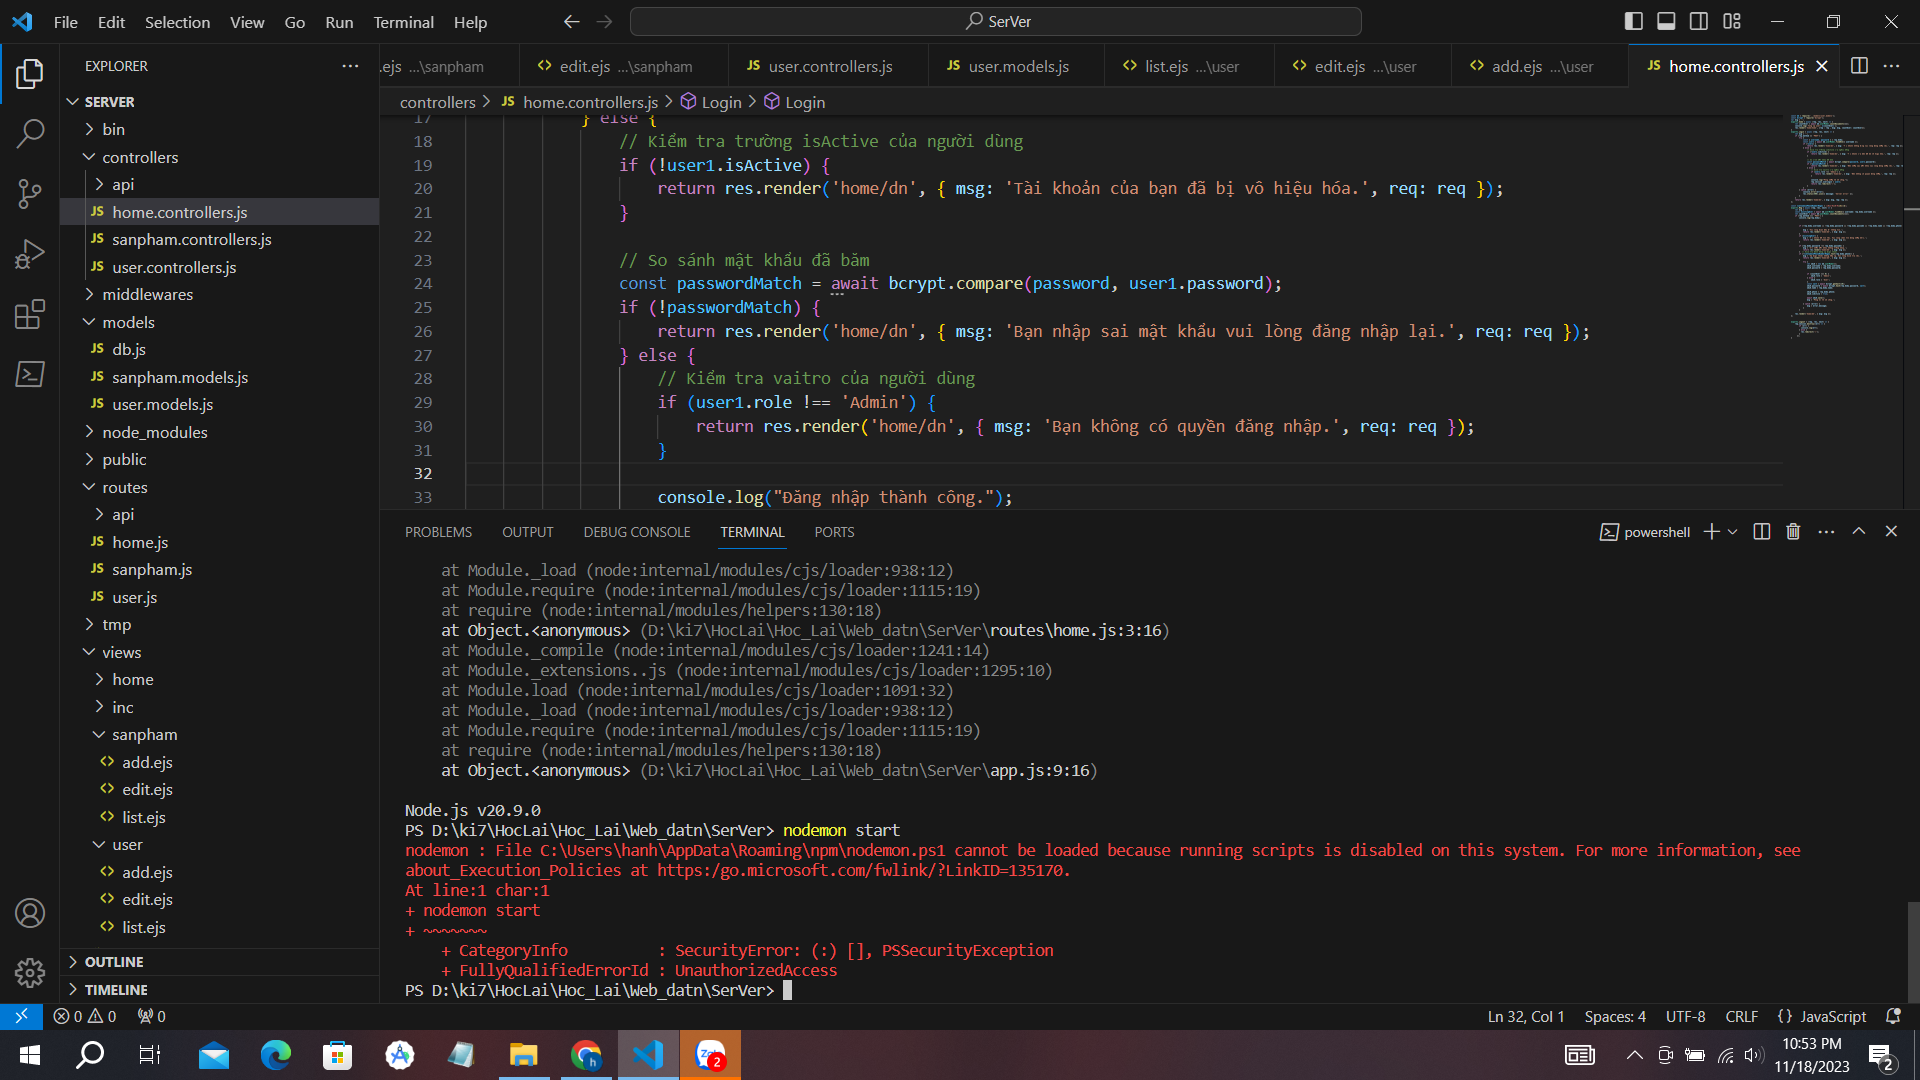 File Edit Selection View Go Run Terminal Help
SerVer
EXPLORER
SERVER
bin
controllers
api
JS home.controllers.js
JS sanpham.controllers.js
JS user.controllers.js
middlewares
models
JS db.js
JS sanpham.models.js
JS user.models.js
node_modules
public
routes
api
JS home.js
JS sanpham.js
JS user.js
tmp
views
home
inc
sanpham
<> add.ejs
<> edit.ejs
<> list.ejs
user
<> add.ejs
<> edit.ejs
<> list.ejs
OUTLINE
TIMELINE
.ejs ...\sanpham
<> edit.ejs ...\sanpham
JS user.controllers.js
JS user.models.js
<> list.ejs ...\user
<> edit.ejs ...\user
<> add.ejs ...\user
JS home.controllers.js
controllers > JS home.controllers.js > Login > Login
17 } else {
18 // Kiểm tra trường isActive của người dùng
19 if (!user1.isActive) {
20 return res.render('home/dn', { msg: 'Tài khoản của bạn đã bị vô hiệu hóa.', req: req });
21 }
22
23 // So sánh mật khẩu đã băm
24 const passwordMatch = await bcrypt.compare(password, user1.password);
25 if (!passwordMatch) {
26 return res.render('home/dn', { msg: 'Bạn nhập sai mật khẩu vui lòng đăng nhập lại.', req: req });
27 } else {
28 // Kiểm tra vaitro của người dùng
29 if (user1.role !== 'Admin') {
30 return res.render('home/dn', { msg: 'Bạn không có quyền đăng nhập.', req: req });
31 }
32
33 console.log("Đăng nhập thành công.");
PROBLEMS OUTPUT DEBUG CONSOLE TERMINAL PORTS
powershell
at Module._load (node:internal/modules/cjs/loader:938:12)
at Module.require (node:internal/modules/cjs/loader:1115:19)
at require (node:internal/modules/helpers:130:18)
at Object.<anonymous> (D:\ki7\HocLai\Hoc_Lai\Web_datn\SerVer\routes\home.js:3:16)
at Module._compile (node:internal/modules/cjs/loader:1241:14)
at Module._extensions..js (node:internal/modules/cjs/loader:1295:10)
at Module.load (node:internal/modules/cjs/loader:1091:32)
at Module._load (node:internal/modules/cjs/loader:938:12)
at Module.require (node:internal/modules/cjs/loader:1115:19)
at require (node:internal/modules/helpers:130:18)
at Object.<anonymous> (D:\ki7\HocLai\Hoc_Lai\Web_datn\SerVer\app.js:9:16)
Node.js v20.9.0
PS D:\ki7\HocLai\Hoc_Lai\Web_datn\SerVer> nodemon start
nodemon : File C:\Users\hanh\AppData\Roaming\npm\nodemon.ps1 cannot be loaded because running scripts is disabled on this system. For more information, see
about_Execution_Policies at https:/go.microsoft.com/fwlink/?LinkID=135170.
At line:1 char:1
+ nodemon start
+ ~~~~~~~
+ CategoryInfo : SecurityError: (:) [], PSSecurityException
+ FullyQualifiedErrorId : UnauthorizedAccess
PS D:\ki7\HocLai\Hoc_Lai\Web_datn\SerVer>
0 0 0
Ln 32, Col 1 Spaces: 4 UTF-8 CRLF {} JavaScript
10:53 PM
11/18/2023
h
2
2